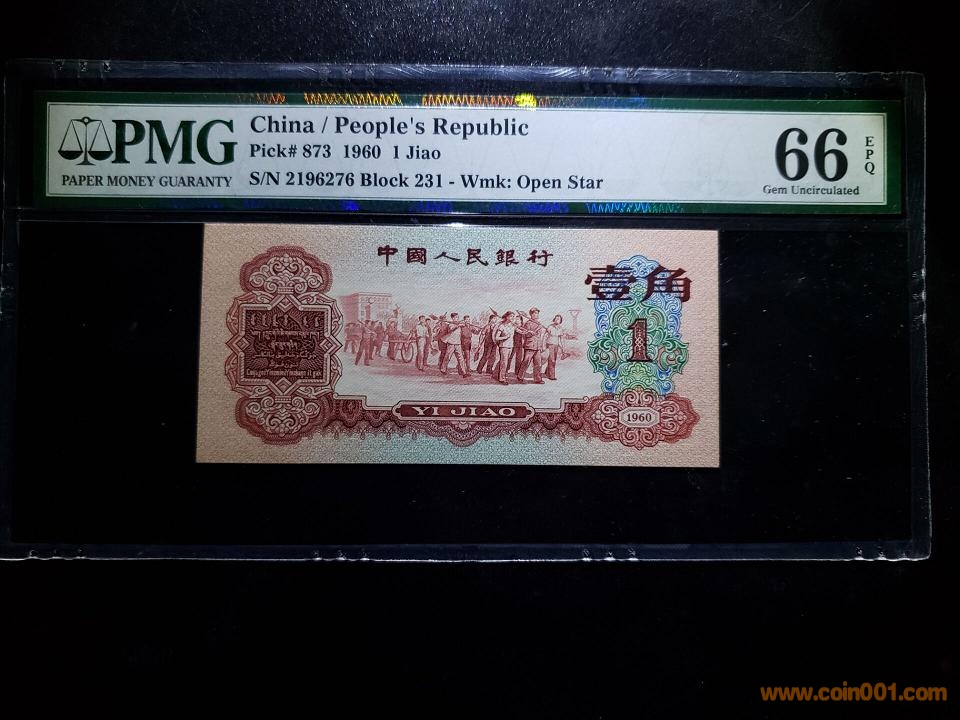 PMG
PAPER MONEY GUARANTY
China / People's Republic
Pick# 873 1960 1 Jiao
S/N 2196276 Block 231 - Wmk: Open Star
66
EPQ
Gem Uncirculated
中國人民銀行
壹角
1
YI JIAO
1960
www.coin001.com